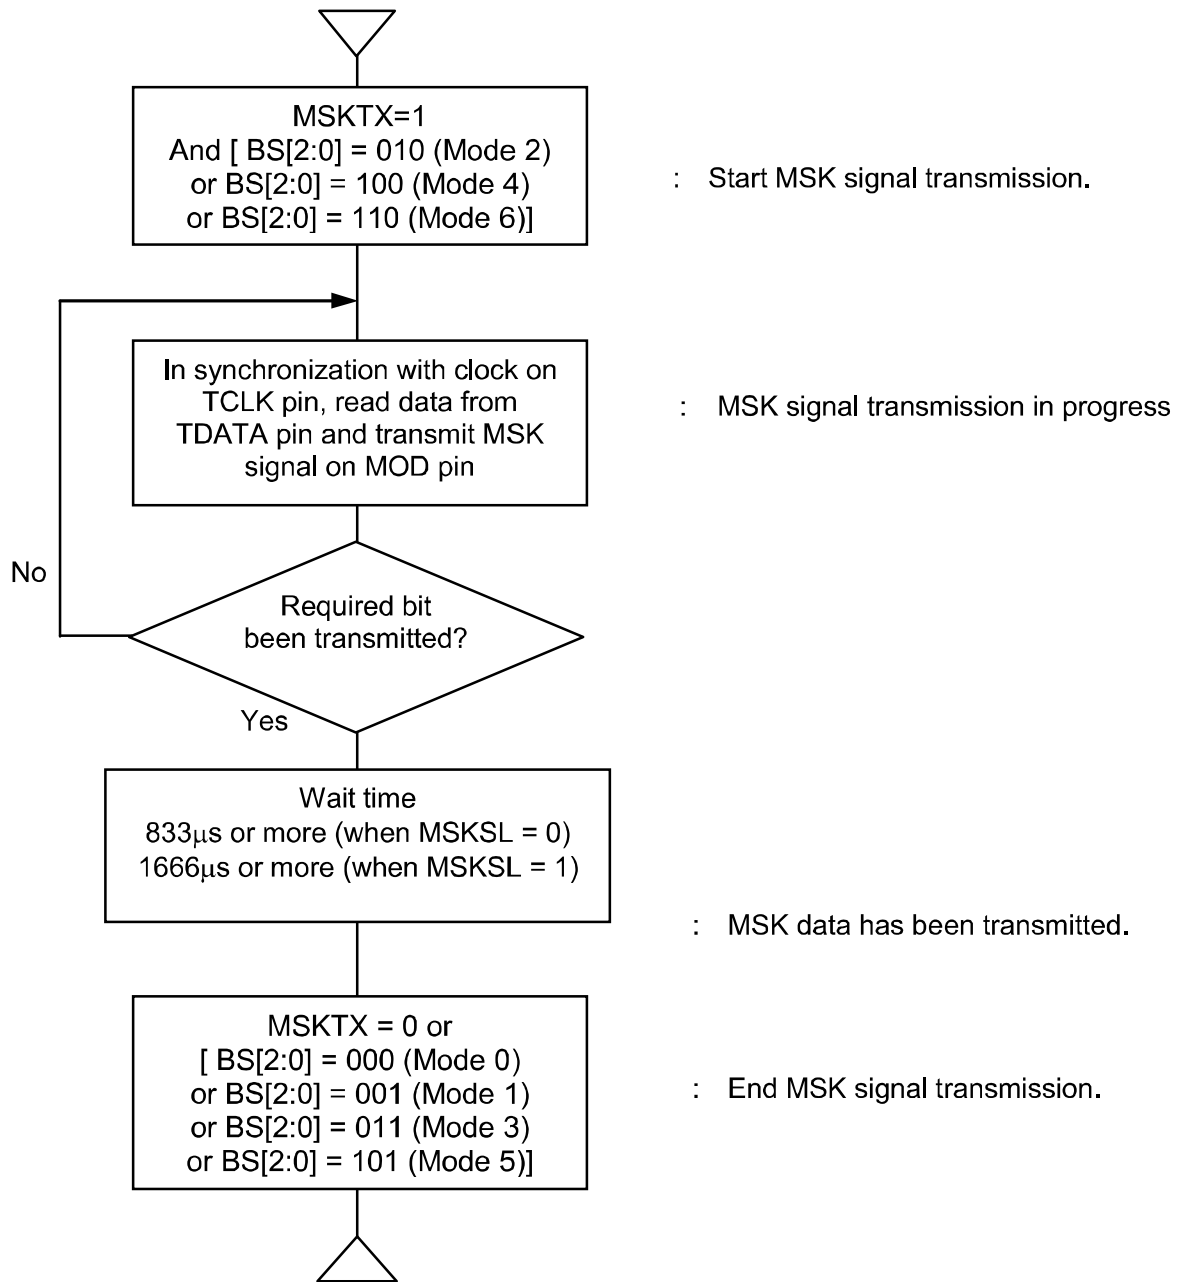 MSKTX=1
And [ BS[2:0] = 010 (Mode 2)
or BS[2:0] = 100 (Mode 4)
or BS[2:0] = 110 (Mode 6)]
: Start MSK signal transmission.
In synchronization with clock on
TCLK pin, read data from
TDATA pin and transmit MSK
signal on MOD pin
: MSK signal transmission in progress
No
Required bit
been transmitted?
Yes
Wait time
833μs or more (when MSKSL = 0)
1666μs or more (when MSKSL = 1)
: MSK data has been transmitted.
MSKTX = 0 or
[ BS[2:0] = 000 (Mode 0)
or BS[2:0] = 001 (Mode 1)
or BS[2:0] = 011 (Mode 3)
or BS[2:0] = 101 (Mode 5)]
: End MSK signal transmission.